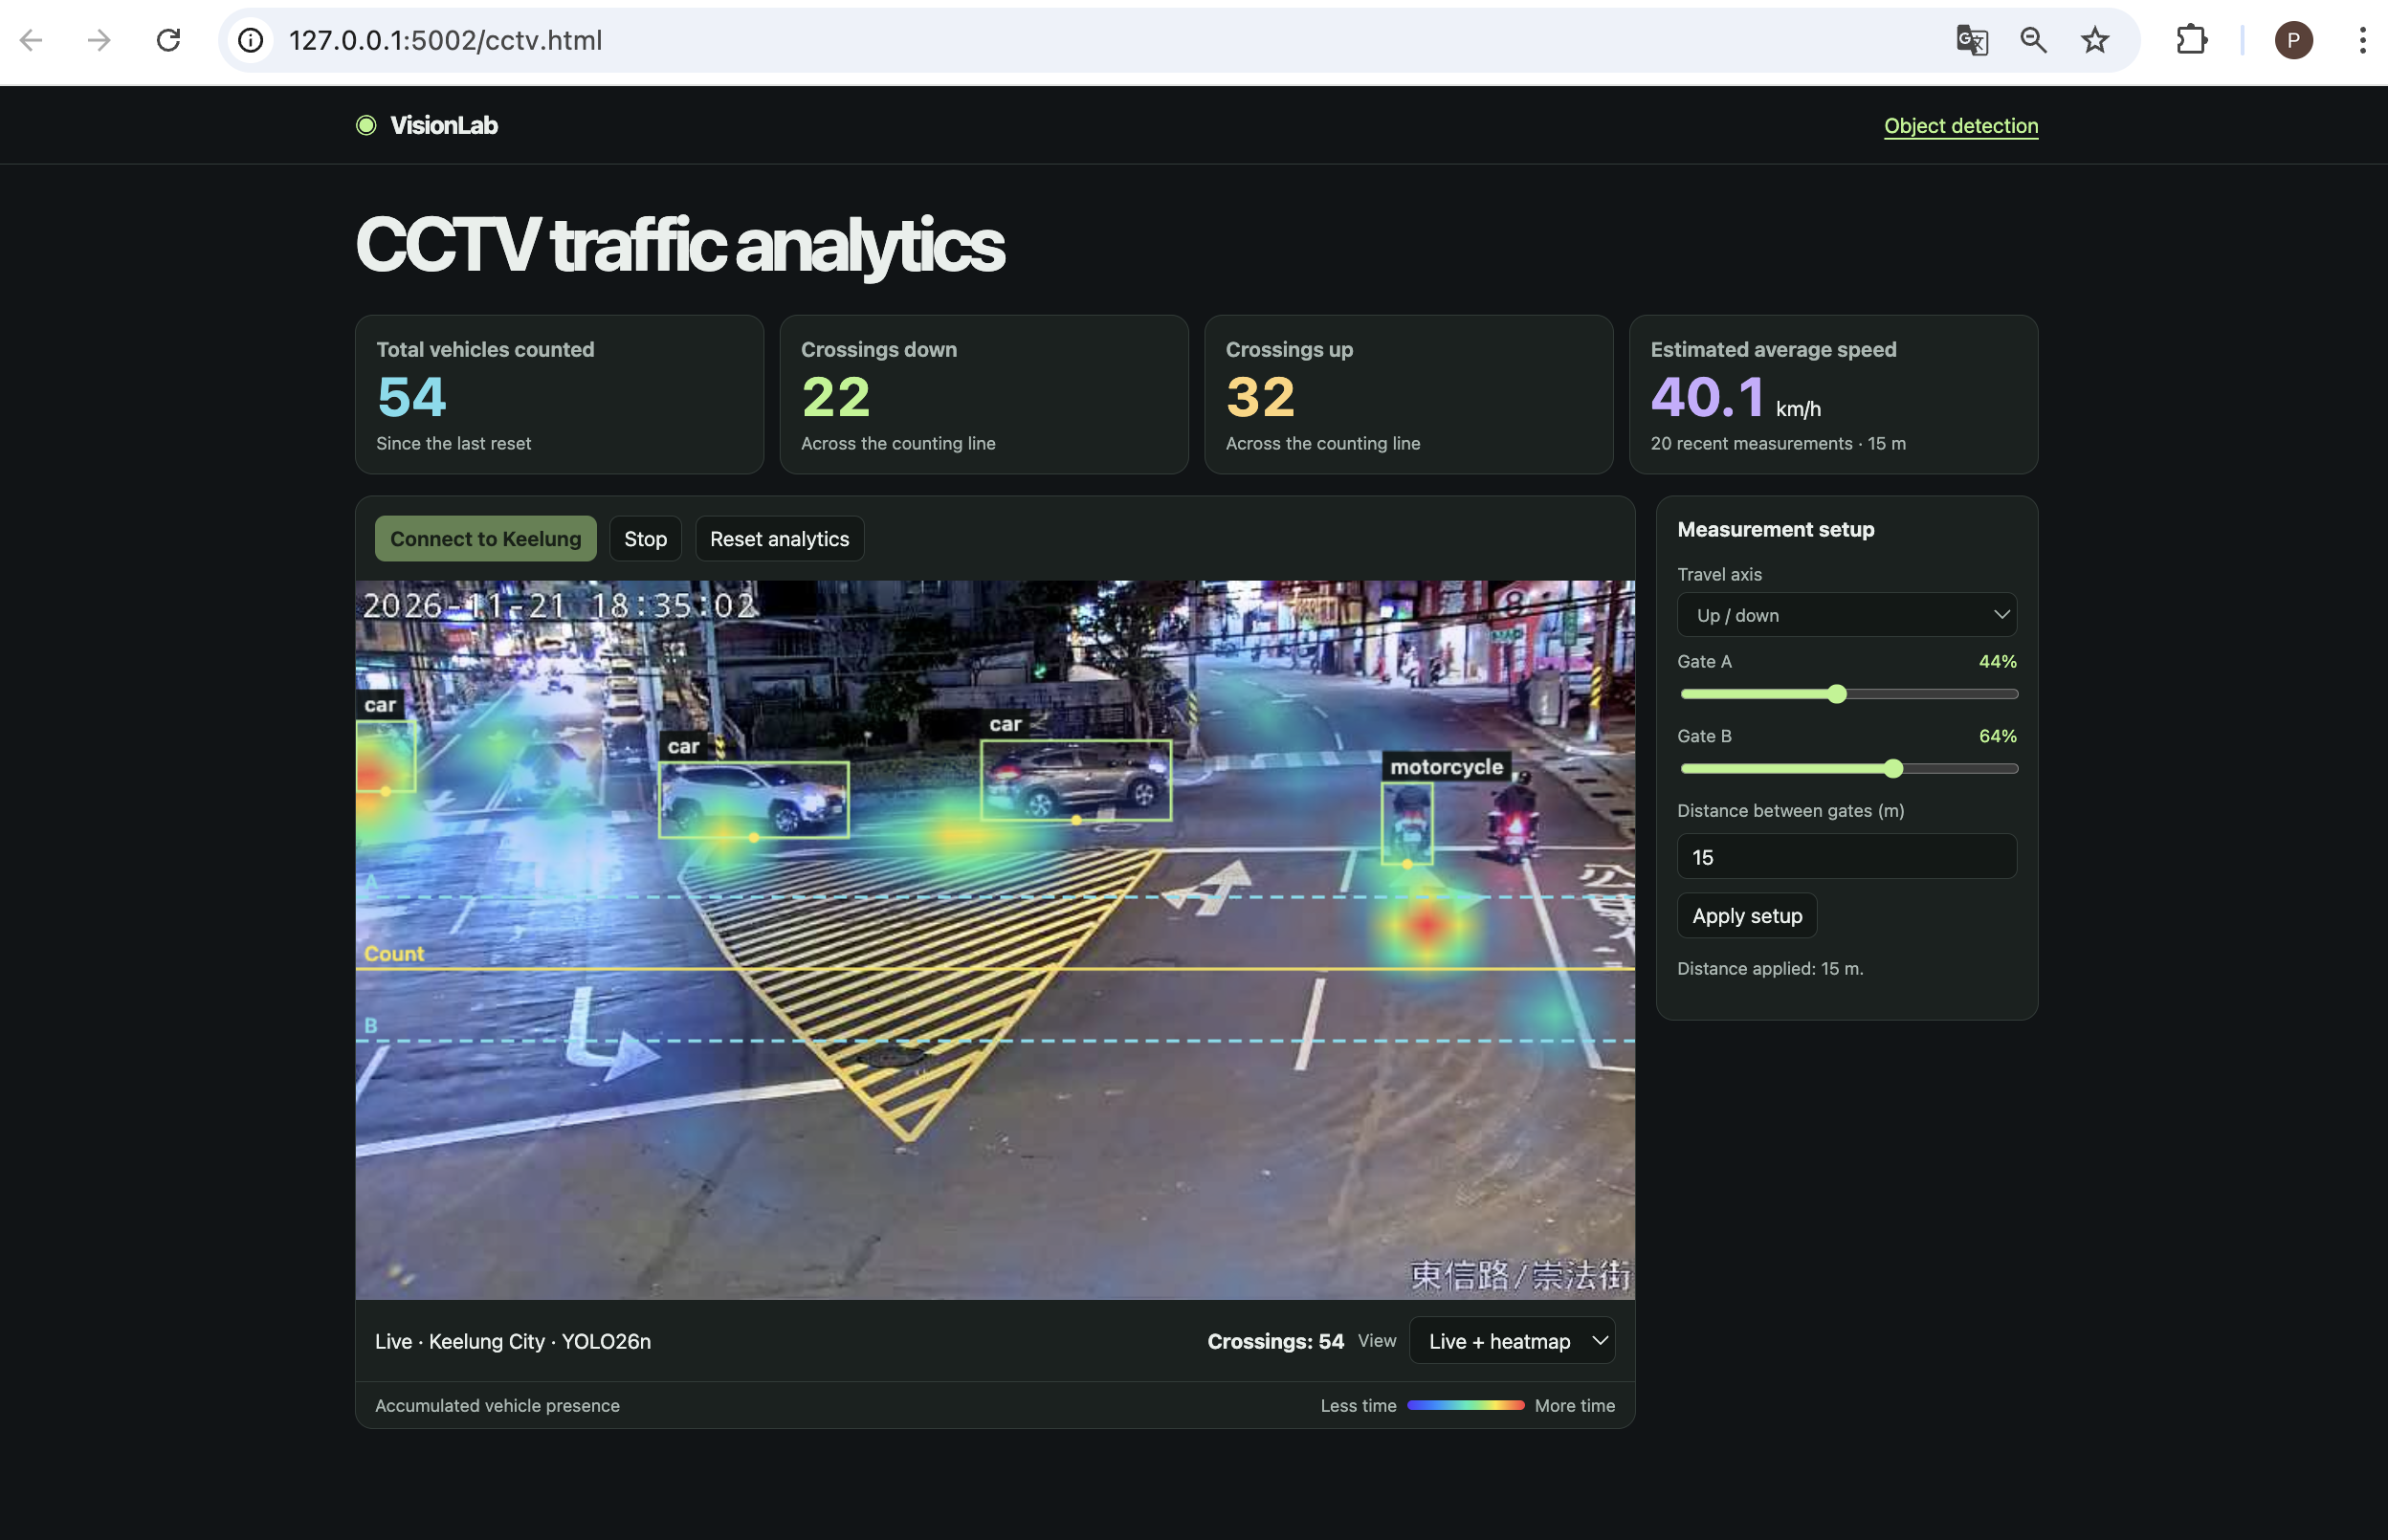 127.0.0.1:5002/cctv.html
P
VisionLab
Object detection
CCTV traffic analytics
Total vehicles counted
54
Since the last reset
Crossings down
22
Across the counting line
Crossings up
32
Across the counting line
Estimated average speed
40.1 km/h
20 recent measurements · 15 m
Connect to Keelung
Stop
Reset analytics
2026-11-21 18:35:02
car
car
car
motorcycle
A
Count
B
東信路/崇法街
Measurement setup
Travel axis
Up / down
Gate A
44%
Gate B
64%
Distance between gates (m)
15
Apply setup
Distance applied: 15 m.
Live · Keelung City · YOLO26n
Crossings: 54
View
Live + heatmap
Accumulated vehicle presence
Less time
More time